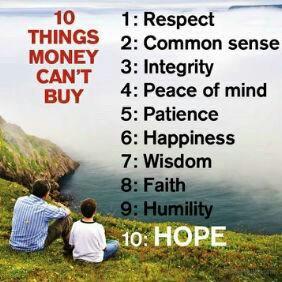 10
THINGS
MONEY
CAN'T
BUY
1: Respect
2: Common sense
3: Integrity
4: Peace of mind
5: Patience
6: Happiness
7: Wisdom
8: Faith
9: Humility
10: HOPE